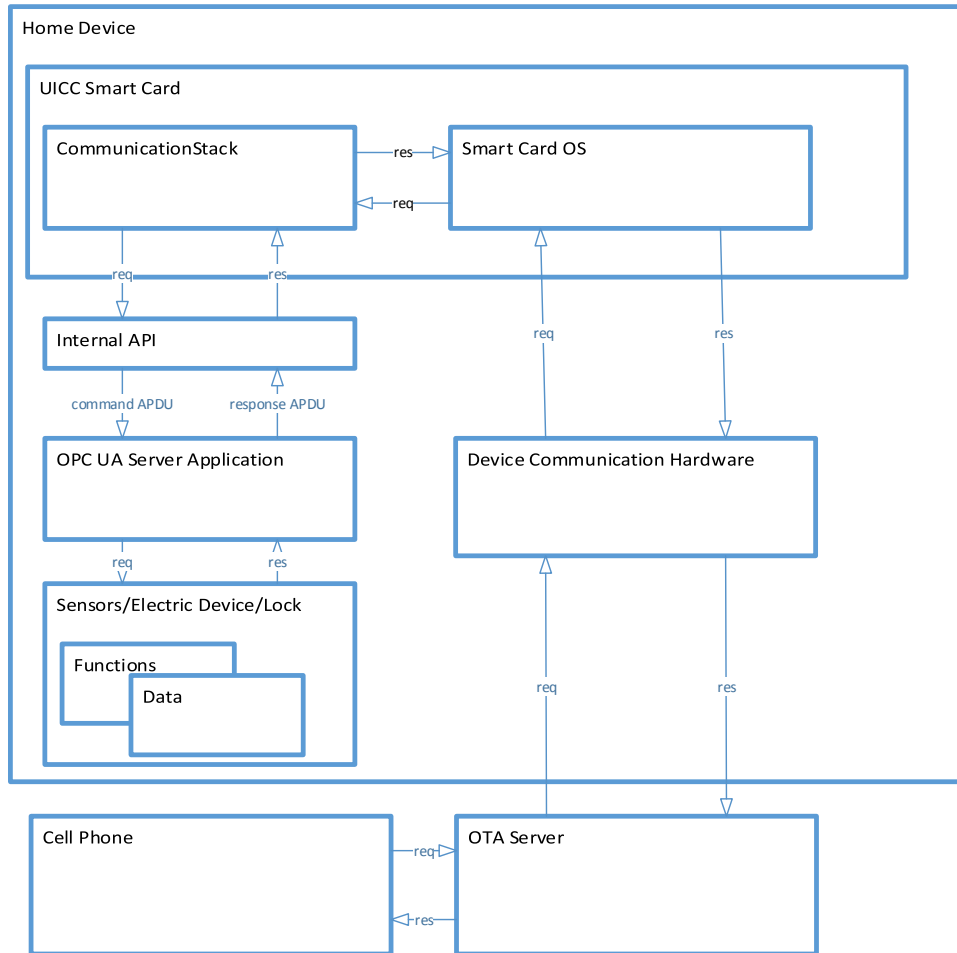 Home Device
UICC Smart Card
CommunicationStack
res
Smart Card OS
req
req
res
Internal API
req
res
command APDU
response APDU
OPC UA Server Application
Device Communication Hardware
req
res
Sensors/Electric Device/Lock
Functions
Data
req
res
Cell Phone
OTA Server
req
res